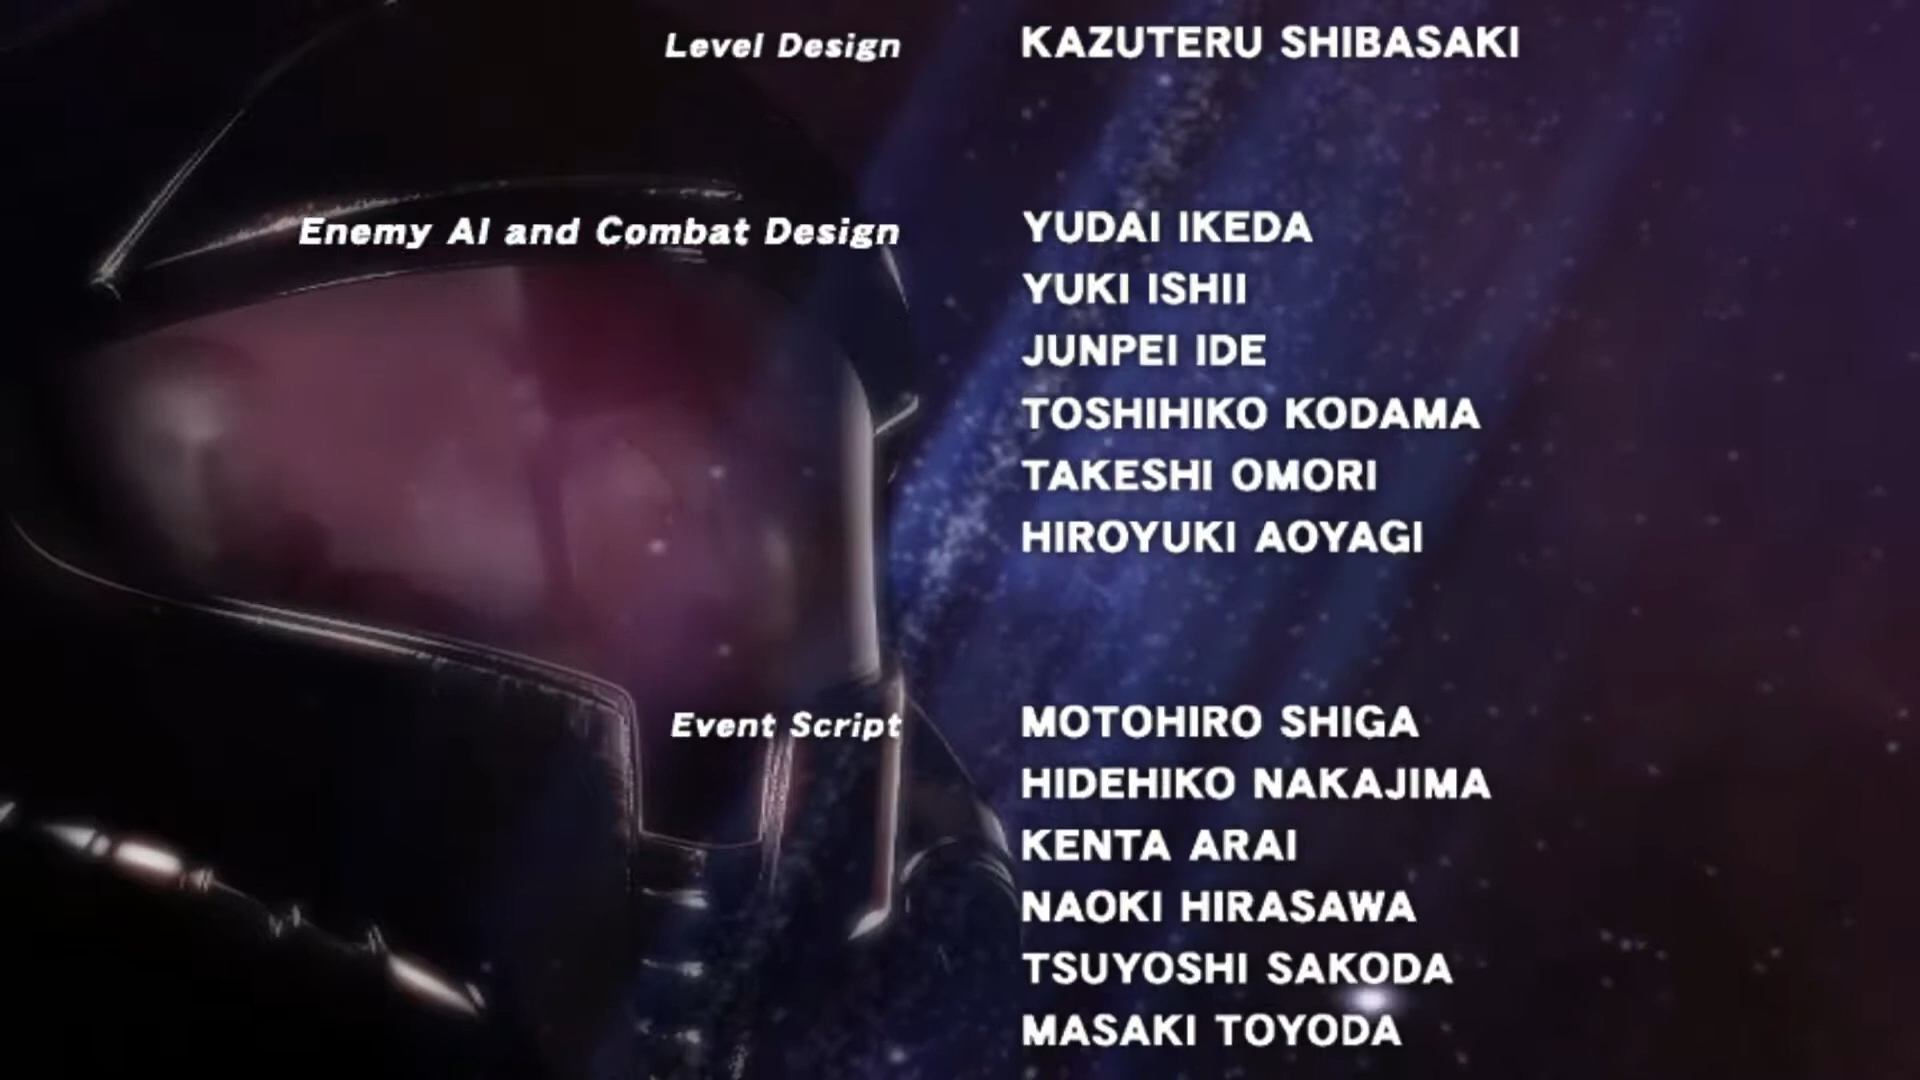 Level Design KAZUTERU SHIBASAKI
Enemy AI and Combat Design YUDAI IKEDA
YUKI ISHII
JUNPEI IDE
TOSHIHIKO KODAMA
TAKESHI OMORI
HIROYUKI AOYAGI
Event Script MOTOHIRO SHIGA
HIDEHIKO NAKAJIMA
KENTA ARAI
NAOKI HIRASAWA
TSUYOSHI SAKODA
MASAKI TOYODA